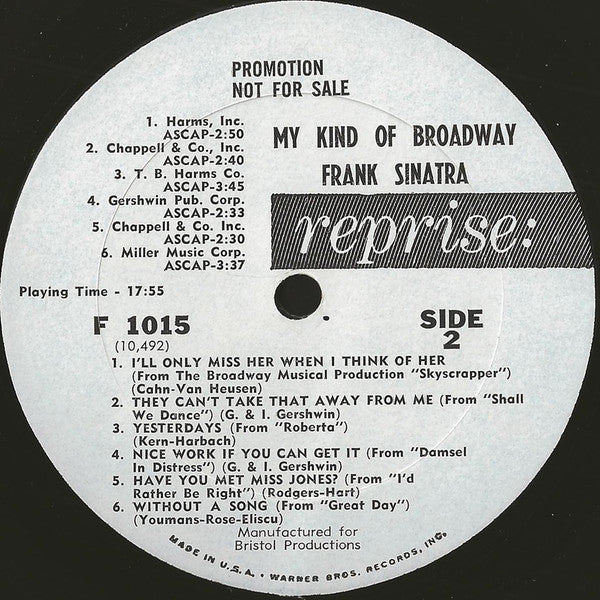 PROMOTION
NOT FOR SALE
1. Harms, Inc.
ASCAP-2:50
2. Chappell & Co., Inc.
ASCAP-2:40
3. T. B. Harms Co.
ASCAP-3:45
4. Gershwin Pub. Corp.
ASCAP-2:33
5. Chappell & Co. Inc.
ASCAP-2:30
6. Miller Music Corp.
ASCAP-3:37
Playing Time - 17:55
MY KIND OF BROADWAY
FRANK SINATRA
reprise:
F 1015
(10,492)
SIDE
2
1. I'LL ONLY MISS HER WHEN I THINK OF HER
(From The Broadway Musical Production "Skyscrapper")
(Cahn-Van Heusen)
2. THEY CAN'T TAKE THAT AWAY FROM ME (From "Shall
We Dance") (G. & I. Gershwin)
3. YESTERDAYS (From "Roberta")
(Kern-Harbach)
4. NICE WORK IF YOU CAN GET IT (From "Damsel
In Distress") (G. & I. Gershwin)
5. HAVE YOU MET MISS JONES? (From "I'd
Rather Be Right") (Rodgers-Hart)
6. WITHOUT A SONG (From "Great Day")
(Youmans-Rose-Eliscu)
Manufactured for
Bristol Productions
MADE IN U.S.A. • WARNER BROS. RECORDS, INC.